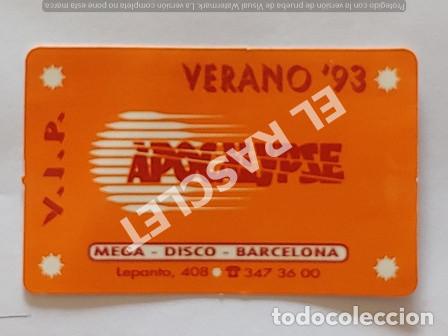 Protegido con la versión de prueba de Visual Watermark. La versión completa no pone esta marca.
VERANO '93
V.I.P.
APOCALYPSE
EL RASCLET
MEGA - DISCO - BARCELONA
Lepanto, 408 • ☎ 347 36 00
todocoleccion.net